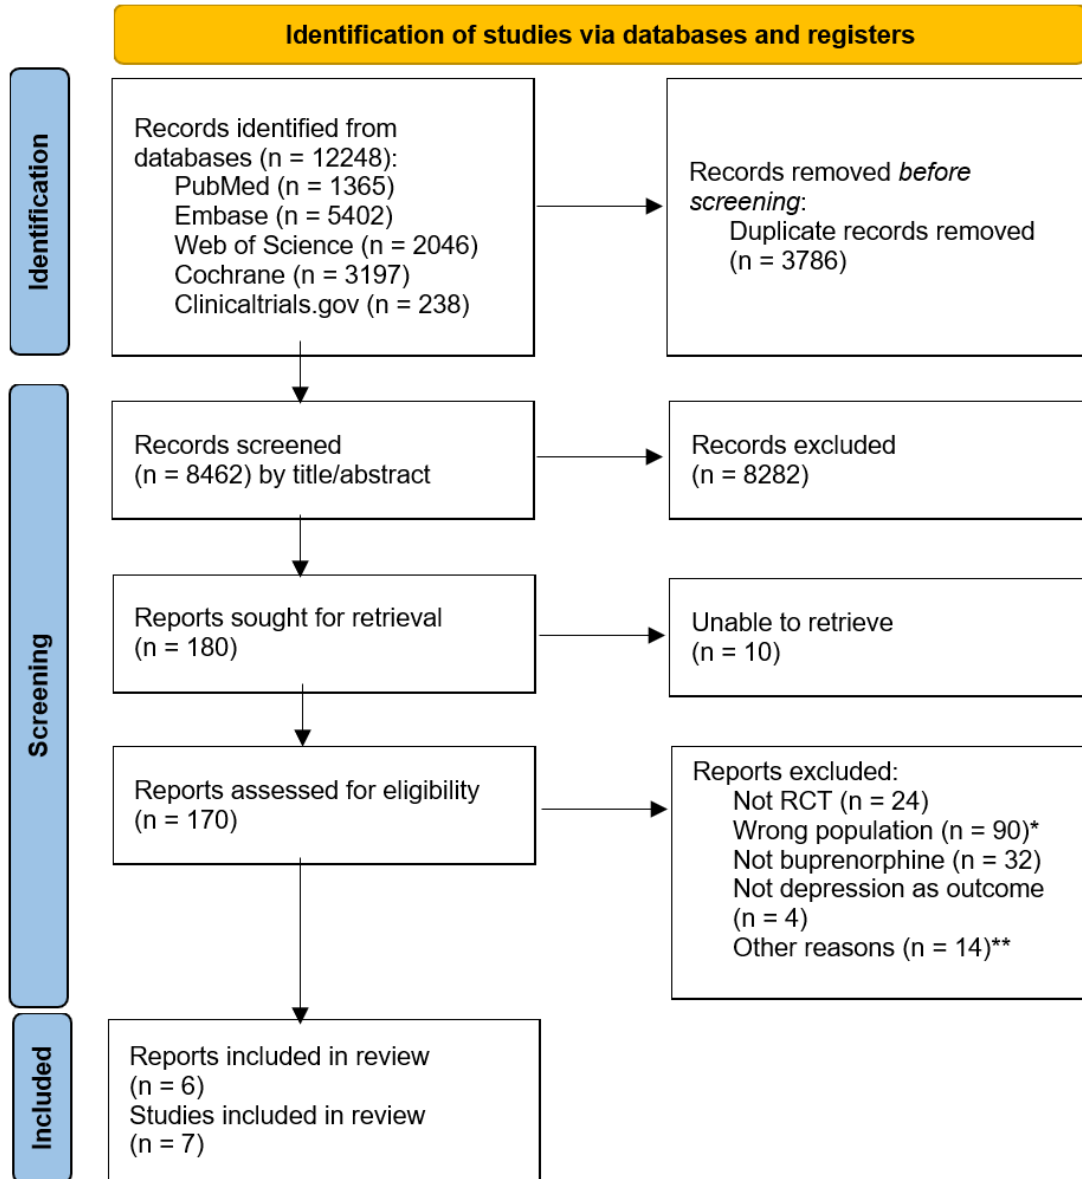 Identification of studies via databases and registers
Identification
Records identified from
databases (n = 12248):
PubMed (n = 1365)
Embase (n = 5402)
Web of Science (n = 2046)
Cochrane (n = 3197)
Clinicaltrials.gov (n = 238)
Records removed before
screening:
Duplicate records removed
(n = 3786)
Screening
Records screened
(n = 8462) by title/abstract
Records excluded
(n = 8282)
Reports sought for retrieval
(n = 180)
Unable to retrieve
(n = 10)
Reports assessed for eligibility
(n = 170)
Reports excluded:
Not RCT (n = 24)
Wrong population (n = 90)*
Not buprenorphine (n = 32)
Not depression as outcome
(n = 4)
Other reasons (n = 14)**
Included
Reports included in review
(n = 6)
Studies included in review
(n = 7)